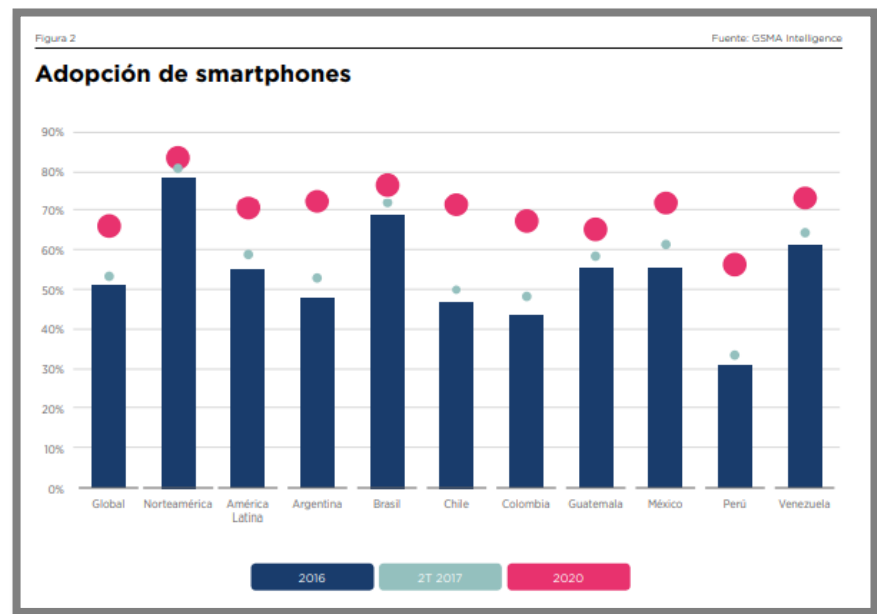 Figura 2
Fuente: GSMA Intelligence
Adopción de smartphones
90%
80%
70%
60%
50%
40%
30%
20%
10%
0%
Global
Norteamérica
América
Latina
Argentina
Brasil
Chile
Colombia
Guatemala
México
Perú
Venezuela
2016
2T 2017
2020